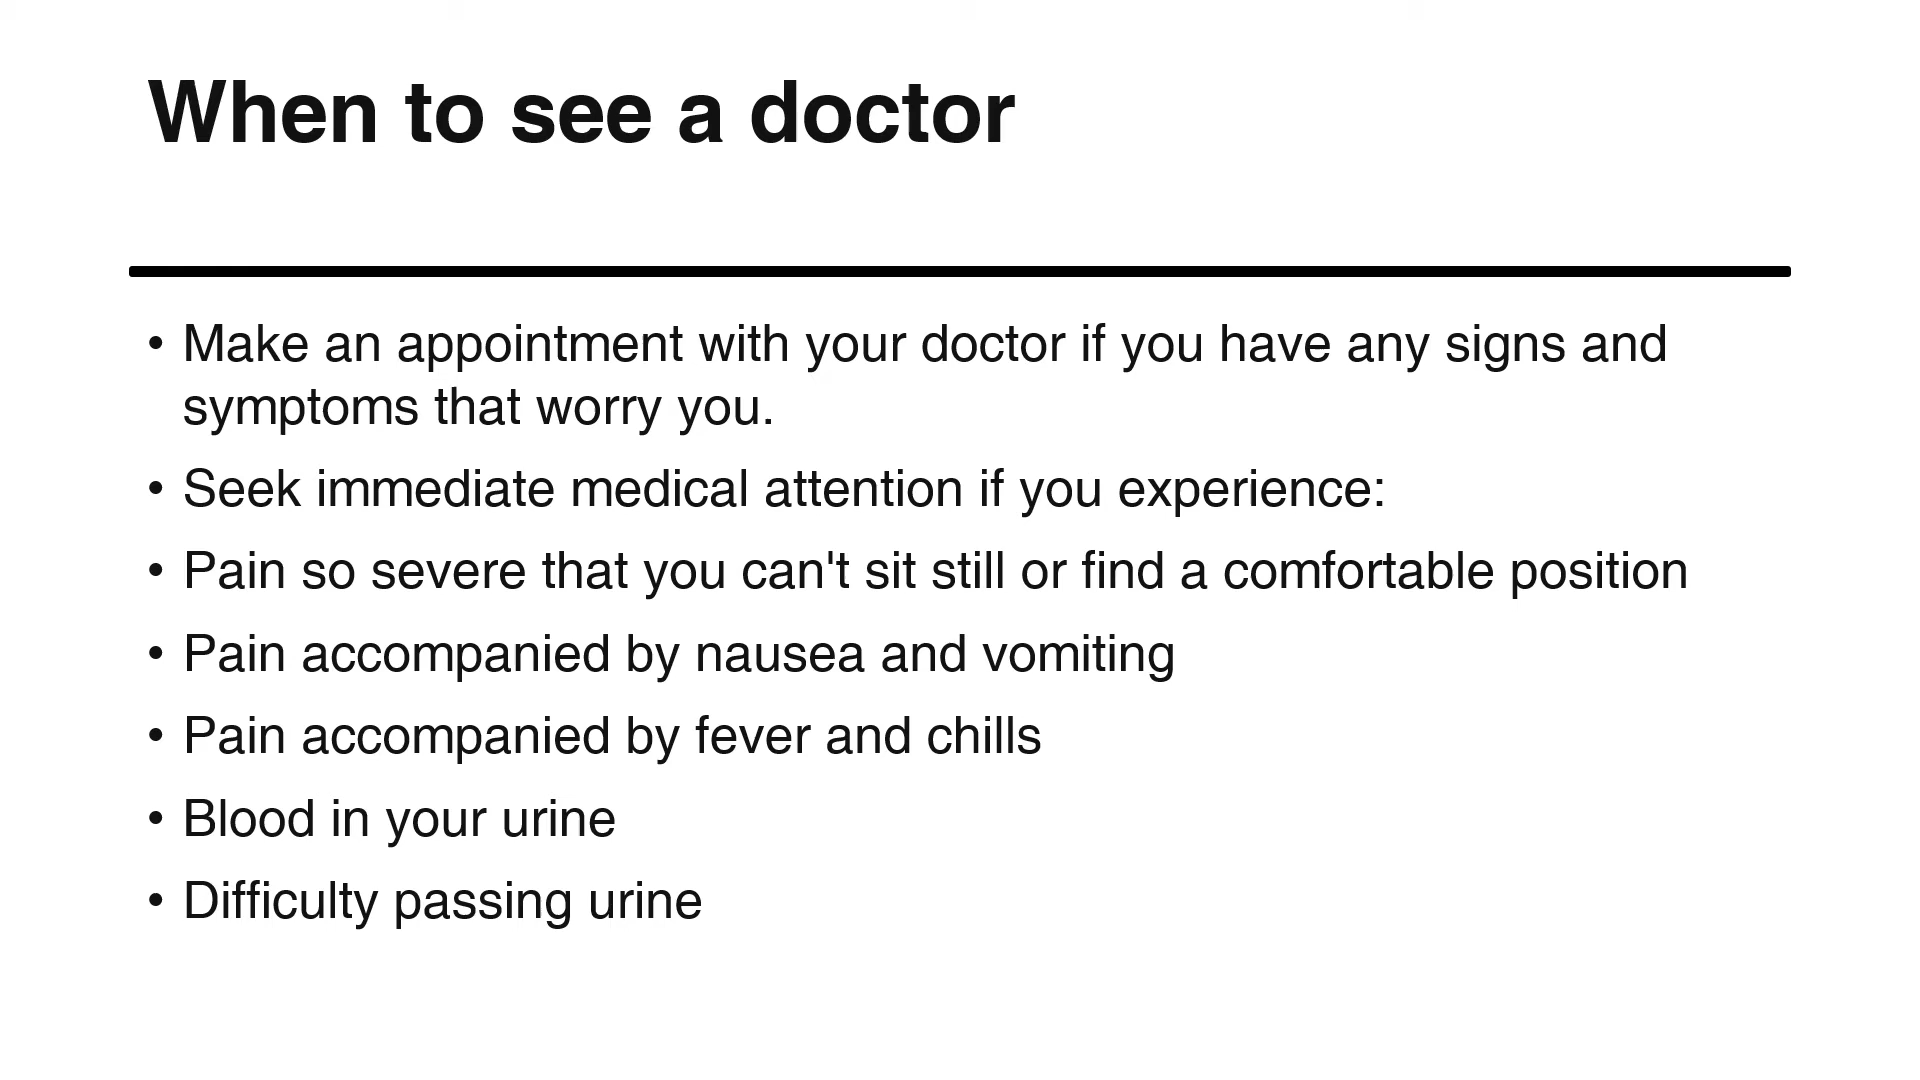 When to see a doctor
• Make an appointment with your doctor if you have any signs and
symptoms that worry you.
• Seek immediate medical attention if you experience:
• Pain so severe that you can't sit still or find a comfortable position
• Pain accompanied by nausea and vomiting
• Pain accompanied by fever and chills
• Blood in your urine
• Difficulty passing urine